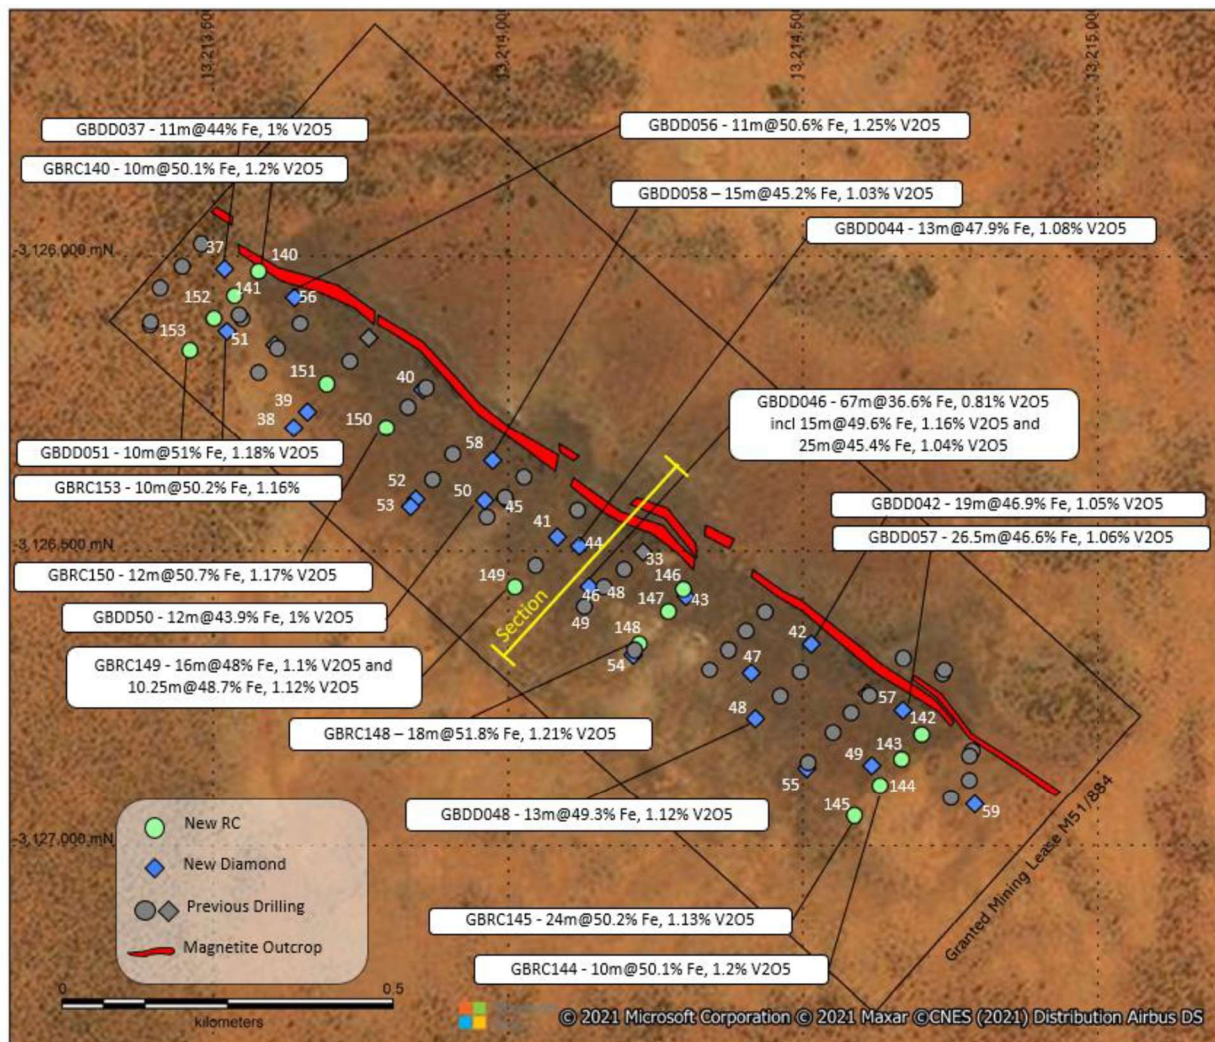 13,213,500
13,214,000
13,214,500
13,215,000
GBDD037 - 11m@44% Fe, 1% V2O5
GBDD056 - 11m@50.6% Fe, 1.25% V2O5
GBRC140 - 10m@50.1% Fe, 1.2% V2O5
GBDD058 – 15m@45.2% Fe, 1.03% V2O5
GBDD044 - 13m@47.9% Fe, 1.08% V2O5
-3,126,000 mN
37
140
141
152
56
153
51
151
40
39
38
150
GBDD046 - 67m@36.6% Fe, 0.81% V2O5
incl 15m@49.6% Fe, 1.16% V2O5 and
25m@45.4% Fe, 1.04% V2O5
58
GBDD051 - 10m@51% Fe, 1.18% V2O5
GBRC153 - 10m@50.2% Fe, 1.16%
52
53
50
45
GBDD042 - 19m@46.9% Fe, 1.05% V2O5
GBDD057 - 26.5m@46.6% Fe, 1.06% V2O5
41
44
-3,126,500 mN
33
GBRC150 - 12m@50.7% Fe, 1.17% V2O5
149
46
48
146
43
147
49
Section
GBDD50 - 12m@43.9% Fe, 1% V2O5
148
54
42
47
GBRC149 - 16m@48% Fe, 1.1% V2O5 and
10.25m@48.7% Fe, 1.12% V2O5
57
142
48
GBRC148 – 18m@51.8% Fe, 1.21% V2O5
143
49
55
144
59
145
GBDD048 - 13m@49.3% Fe, 1.12% V2O5
Granted Mining Lease M51/884
-3,127,000 mN
New RC
New Diamond
Previous Drilling
Magnetite Outcrop
GBRC145 - 24m@50.2% Fe, 1.13% V2O5
GBRC144 - 10m@50.1% Fe, 1.2% V2O5
0
0.5
kilometers
© 2021 Microsoft Corporation © 2021 Maxar ©CNES (2021) Distribution Airbus DS